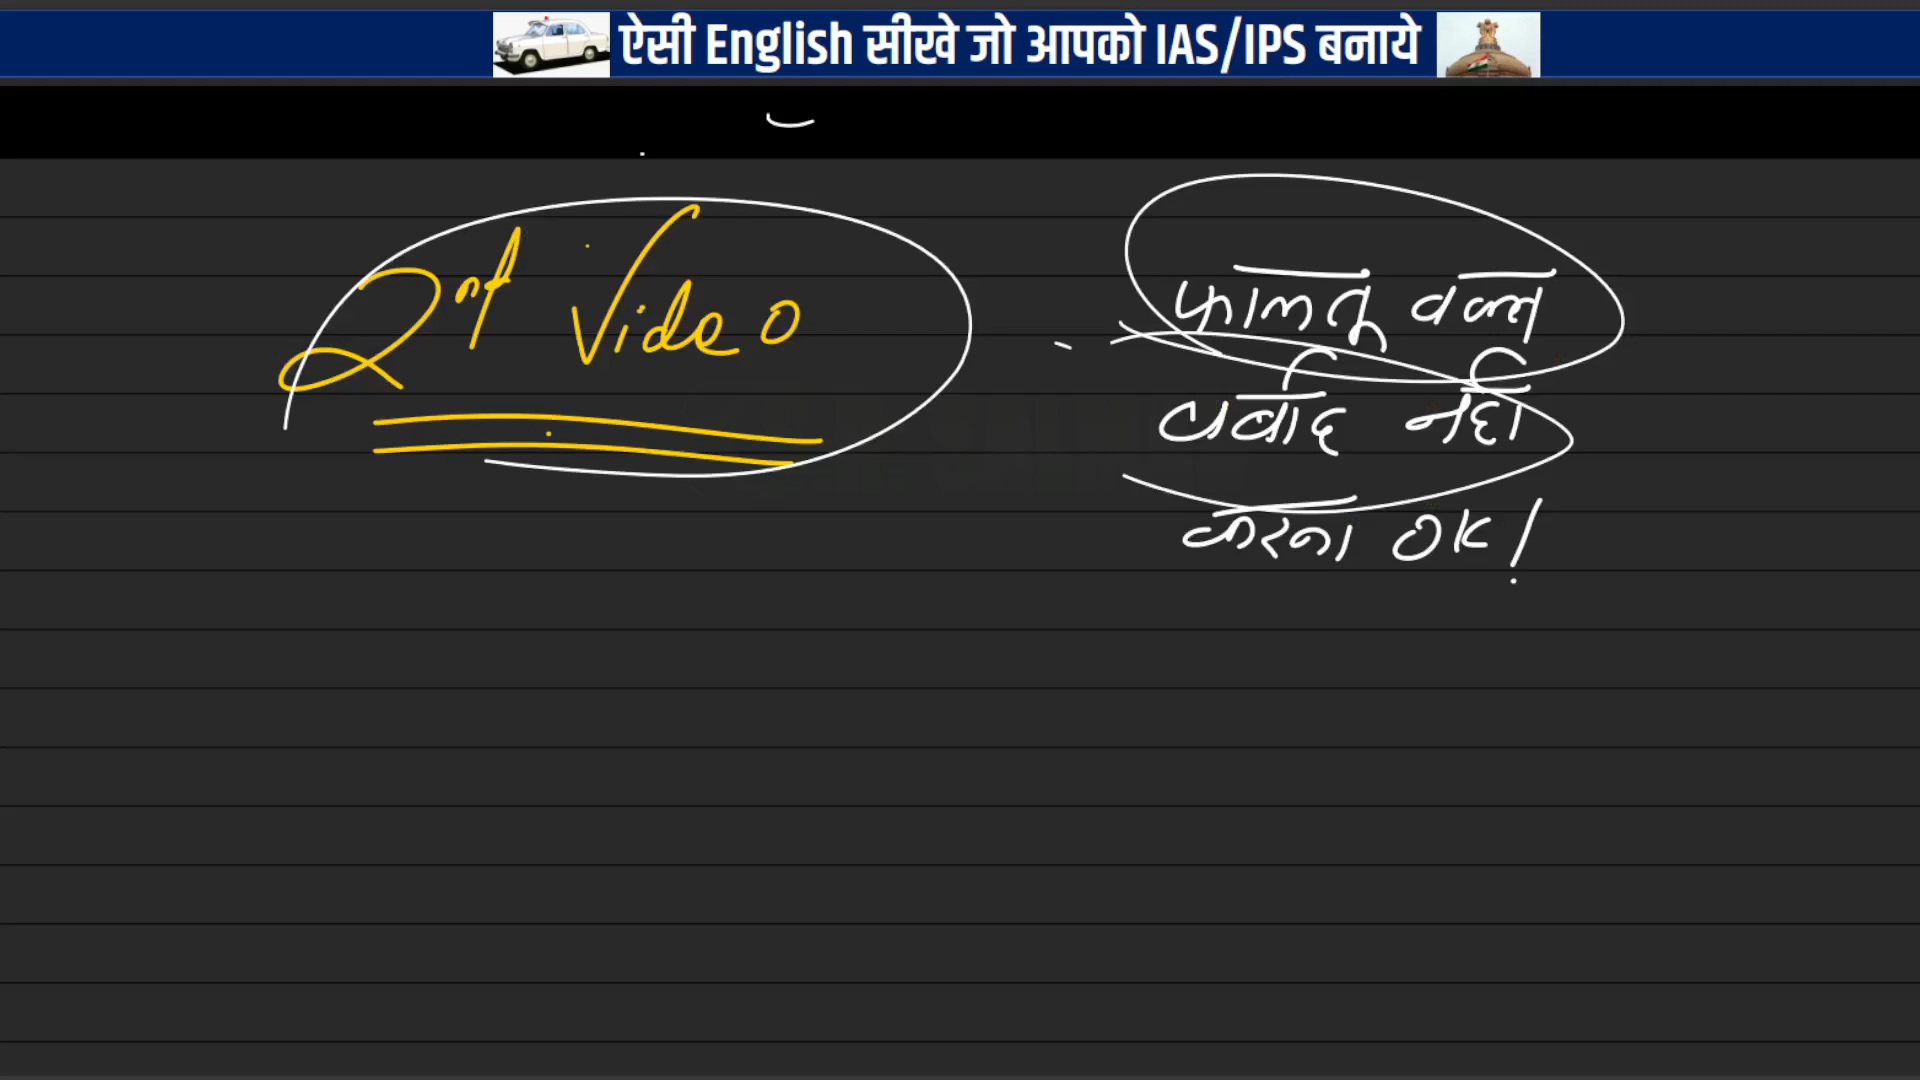 ऐसी English सीखे जो आपको IAS/IPS बनाये
2nd Video
फालतू वक्त
बर्बाद नहीं
करना OK!